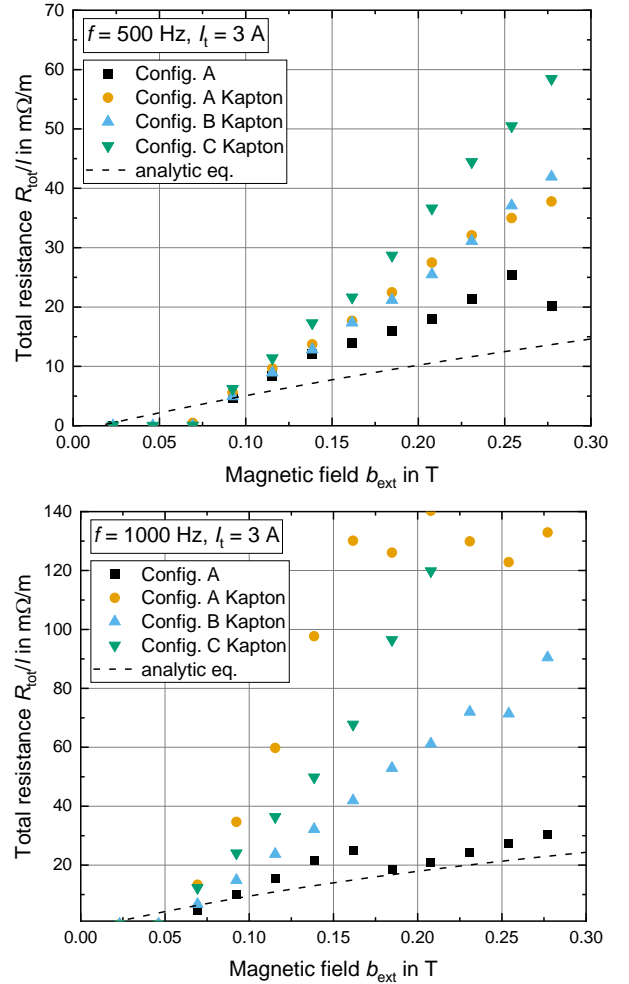 f = 500 Hz, Iₜ = 3 A
Config. A
Config. A Kapton
Config. B Kapton
Config. C Kapton
analytic eq.
Total resistance R_tot/l in mΩ/m
70
60
50
40
30
20
10
0
0.00 0.05 0.10 0.15 0.20 0.25 0.30
Magnetic field b_ext in T
f = 1000 Hz, Iₜ = 3 A
Config. A
Config. A Kapton
Config. B Kapton
Config. C Kapton
analytic eq.
Total resistance R_tot/l in mΩ/m
140
120
100
80
60
40
20
0.00 0.05 0.10 0.15 0.20 0.25 0.30
Magnetic field b_ext in T